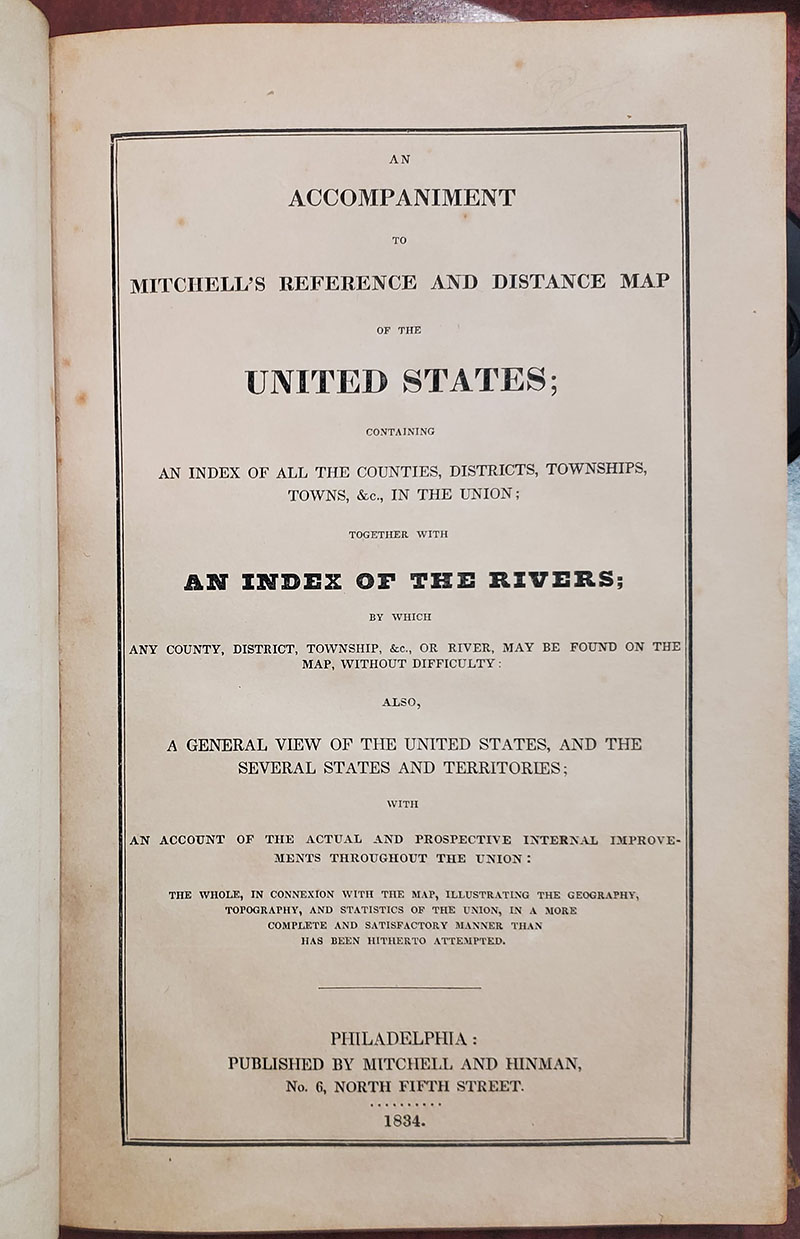 AN
ACCOMPANIMENT
TO
MITCHELL'S REFERENCE AND DISTANCE MAP
OF THE
UNITED STATES;
CONTAINING
AN INDEX OF ALL THE COUNTIES, DISTRICTS, TOWNSHIPS,
TOWNS, &c., IN THE UNION;
TOGETHER WITH
AN INDEX OF THE RIVERS;
BY WHICH
ANY COUNTY, DISTRICT, TOWNSHIP, &c., OR RIVER, MAY BE FOUND ON THE
MAP, WITHOUT DIFFICULTY:
ALSO,
A GENERAL VIEW OF THE UNITED STATES, AND THE
SEVERAL STATES AND TERRITORIES;
WITH
AN ACCOUNT OF THE ACTUAL AND PROSPECTIVE INTERNAL IMPROVE-
MENTS THROUGHOUT THE UNION:
THE WHOLE, IN CONNEXION WITH THE MAP, ILLUSTRATING THE GEOGRAPHY,
TOPOGRAPHY, AND STATISTICS OF THE UNION, IN A MORE
COMPLETE AND SATISFACTORY MANNER THAN
HAS BEEN HITHERTO ATTEMPTED.
PHILADELPHIA:
PUBLISHED BY MITCHELL AND HINMAN,
No. 6, NORTH FIFTH STREET.
..........
1834.